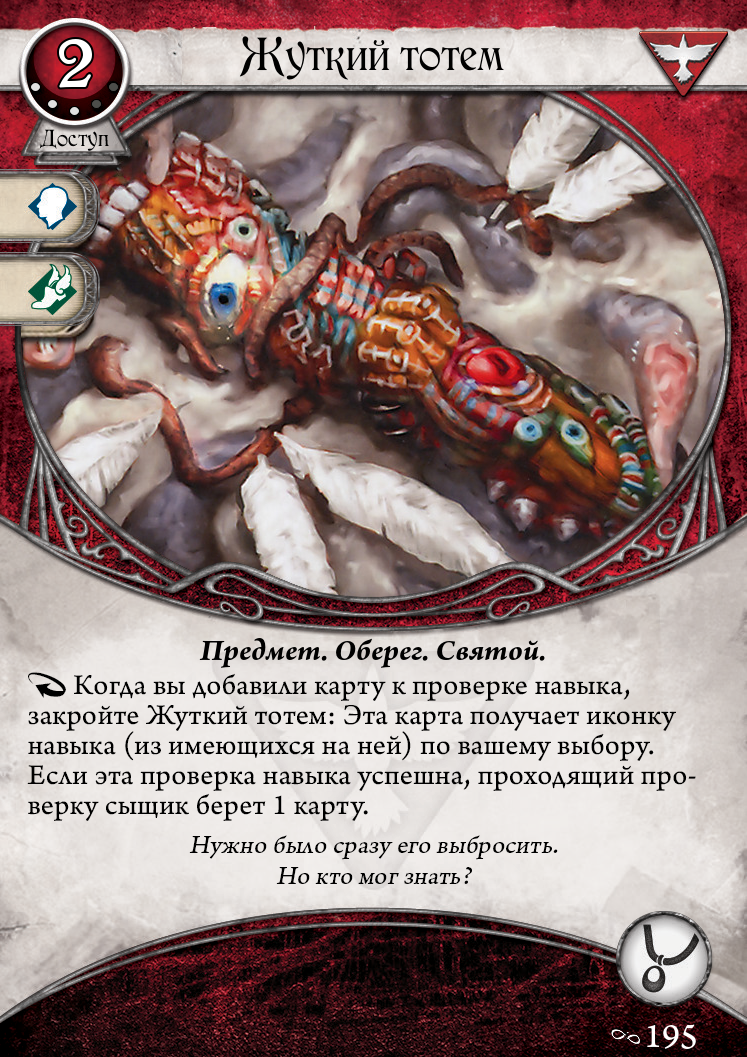 2
Жуткий тотем
Доступ
Предмет. Оберег. Святой.
Когда вы добавили карту к проверке навыка,
закройте Жуткий тотем: Эта карта получает иконку
навыка (из имеющихся на ней) по вашему выбору.
Если эта проверка навыка успешна, проходящий про-
верку сыщик берет 1 карту.
Нужно было сразу его выбросить.
Но кто мог знать?
195